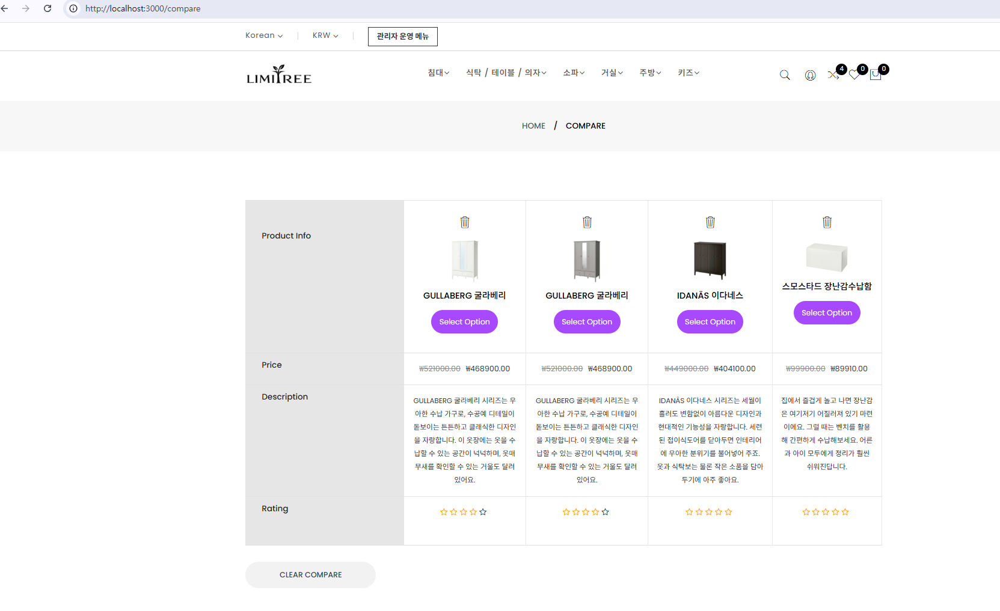 http://localhost:3000/compare
Korean
KRW
관리자 운영 메뉴
LIMITREE
침대
식탁 / 테이블 / 의자
소파
거실
주방
키즈
4
0
0
HOME / COMPARE
Product Info
GULLABERG 굴라베리
Select Option
GULLABERG 굴라베리
Select Option
IDANÄS 이다네스
Select Option
스모스타드 장난감수납함
Select Option
Price
₩521000.00 ₩468900.00
₩521000.00 ₩468900.00
₩449000.00 ₩404100.00
₩99900.00 ₩89910.00
Description
GULLABERG 굴라베리 시리즈는 우
아한 수납 가구로, 수공예 디테일이
돋보이는 튼튼하고 클래식한 디자인
을 자랑합니다. 이 옷장에는 옷을 수
납할 수 있는 공간이 넉넉하며, 옷매
무새를 확인할 수 있는 거울도 달려
있어요.
GULLABERG 굴라베리 시리즈는 우
아한 수납 가구로, 수공예 디테일이
돋보이는 튼튼하고 클래식한 디자인
을 자랑합니다. 이 옷장에는 옷을 수
납할 수 있는 공간이 넉넉하며, 옷매
무새를 확인할 수 있는 거울도 달려
있어요.
IDANÄS 이다네스 시리즈는 세월이
흘러도 변함없이 아름다운 디자인과
현대적인 기능성을 자랑합니다. 세련
된 접이식도어를 닫아두면 인테리어
에 우아한 분위기를 불어넣어 주죠.
옷과 식탁보는 물론 작은 소품을 담아
두기에 아주 좋아요.
집에서 즐겁게 놀고 나면 장난감
은 여기저기 어질러져 있기 마련
이에요. 그럴 때는 벤치를 활용
해 간편하게 수납해보세요. 어른
과 아이 모두에게 정리가 훨씬
쉬워진답니다.
Rating
CLEAR COMPARE